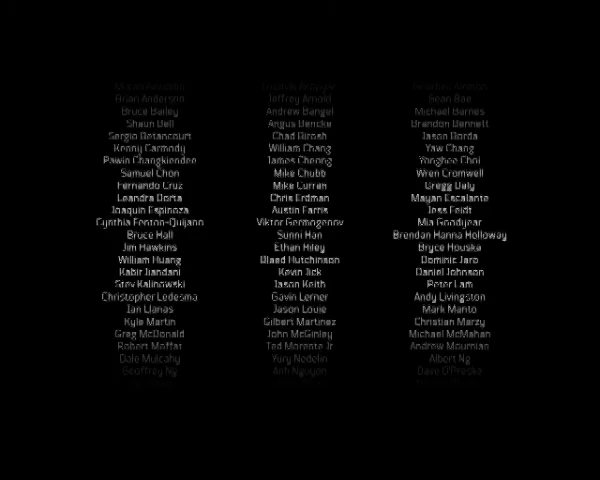 Brian Anderson Jeffrey Arnold Sean Bae
Bruce Bailey Andrew Bangel Michael Barnes
Shaun Bell Angus Bencke Brandon Bennett
Sergio Betancourt Chad Birosh Jason Borda
Kenny Carmody William Chang Yaw Chang
Pawin Changkiendee James Cheong Yonghee Choi
Samuel Chon Mike Chubb Wren Cromwell
Fernando Cruz Mike Curran Gregg Daly
Leandra Dorta Chris Erdman Mayan Escalante
Joaquin Espinoza Austin Farris Jess Feidt
Cynthia Fenton-Quijano Viktor Germogenov Mia Goodyear
Bruce Hall Sunni Han Brendan Hanna Holloway
Jim Hawkins Ethan Hiley Bryce Houska
William Huang Blaed Hutchinson Dominic Jaro
Kabir Jiandani Kevin Jick Daniel Johnson
Stev Kalinowski Jason Keith Peter Lam
Christopher Ledesma Gavin Lerner Andy Livingston
Ian Llanas Jason Louie Mark Manto
Kyle Martin Gilbert Martinez Christian Marzy
Greg McDonald John McGinley Michael McMahan
Robert Moffat Ted Morente Jr Andrew Moumian
Dale Mulcahy Yury Nedelin Albert Ng
Geoffrey Ng Anh Nguyen Dave